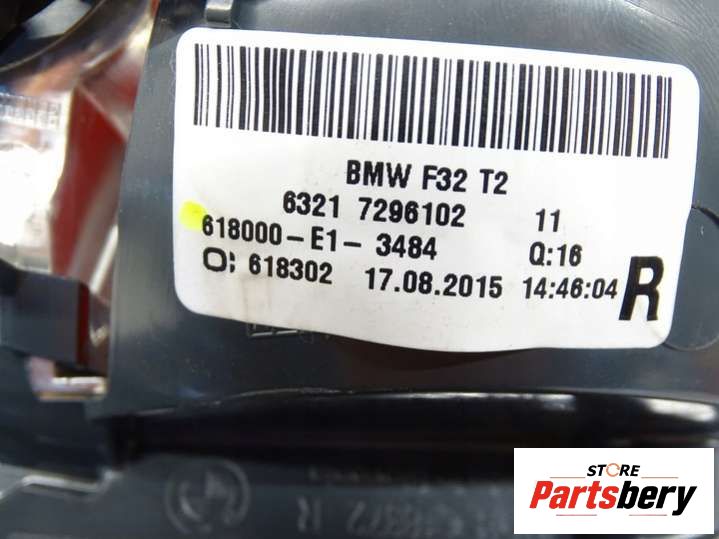 BMW F32 T2
6321 7296102 11
618000-E1- 3484 Q:16
O: 618302 17.08.2015 14:46:04 R
STORE
Partsbery